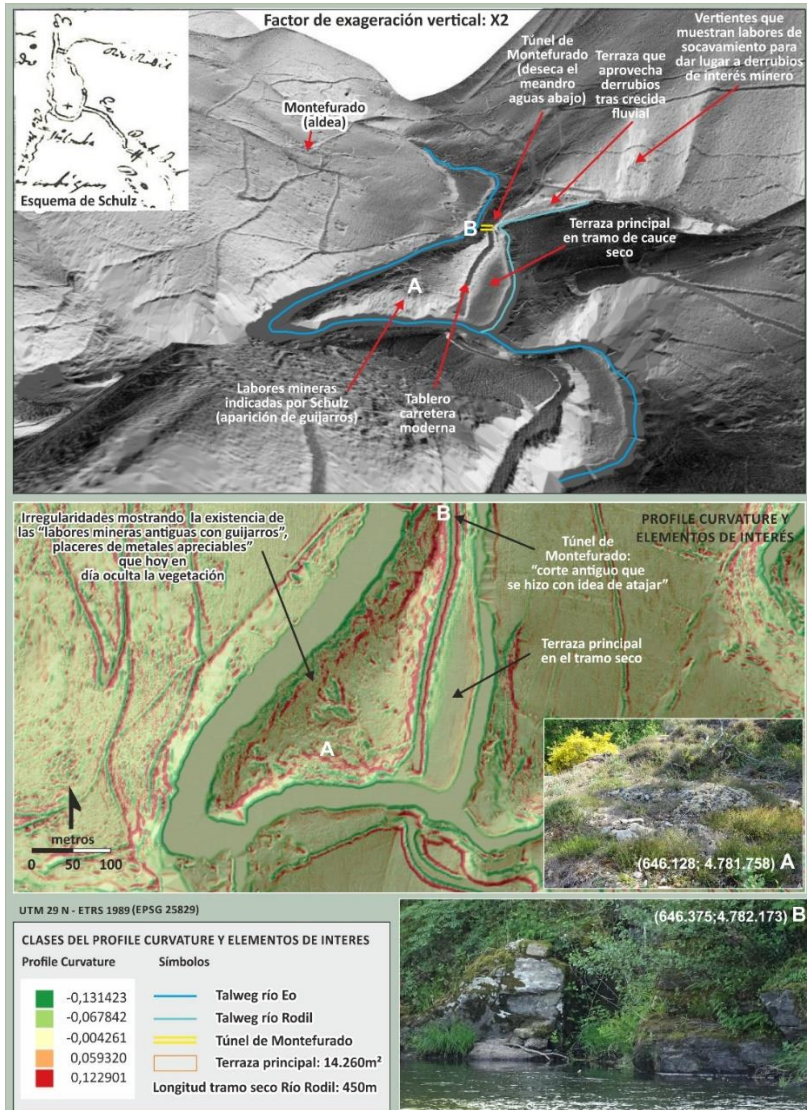 Factor de exageración vertical: X2
Esquema de Schulz
Montefurado
(aldea)
Túnel de
Montefurado
(deseca el
meandro
aguas abajo)
Terraza que
aprovecha
derrubios
tras crecida
fluvial
Vertientes que
muestran labores de
socavamiento para
dar lugar a derrubios
de interés minero
B
Terraza principal
en tramo de cauce
seco
A
Labores mineras
indicadas por Schulz
(aparición de guijarros)
Tablero
carretera
moderna
Irregularidades mostrando la existencia de
las “labores mineras antiguas con guijarros”,
placeres de metales apreciables”
que hoy en
día oculta la vegetación
B
PROFILE CURVATURE Y
ELEMENTOS DE INTERÉS
Túnel de
Montefurado:
“corte antiguo que
se hizo con idea de atajar”
Terraza principal
en el tramo seco
A
metros
0 50 100
(646.128; 4.781.758) A
UTM 29 N - ETRS 1989 (EPSG 25829)
CLASES DEL PROFILE CURVATURE Y ELEMENTOS DE INTERES
Profile Curvature
Símbolos
-0,131423
-0,067842
-0,004261
0,059320
0,122901
Talweg río Eo
Talweg río Rodil
Túnel de Montefurado
Terraza principal: 14.260m²
Longitud tramo seco Río Rodil: 450m
(646.375;4.782.173) B